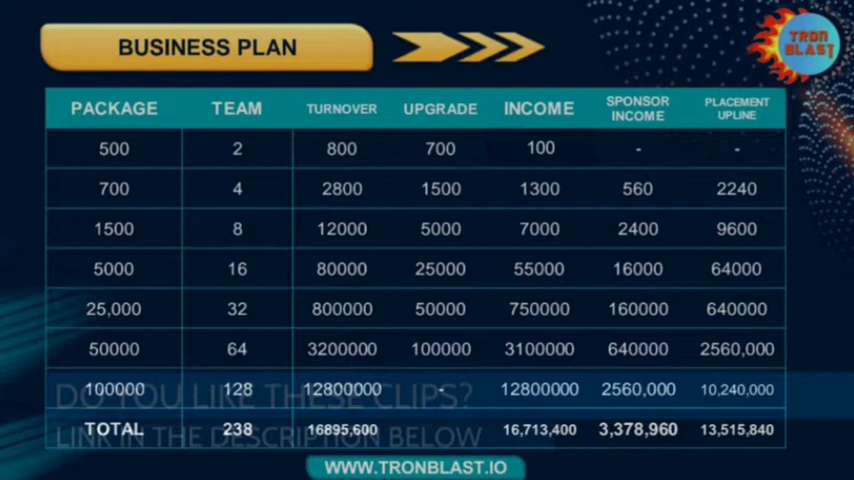 BUSINESS PLAN
TRON
BLAST
PACKAGE TEAM TURNOVER UPGRADE INCOME SPONSOR INCOME PLACEMENT UPLINE
500 2 800 700 100 - -
700 4 2800 1500 1300 560 2240
1500 8 12000 5000 7000 2400 9600
5000 16 80000 25000 55000 16000 64000
25,000 32 800000 50000 750000 160000 640000
50000 64 3200000 100000 3100000 640000 2560,000
100000 128 12800000 - 12800000 2560,000 10,240,000
DO YOU LIKE THESE CLIPS?
TOTAL 238 16895,600 16,713,400 3,378,960 13,515,840
LINK IN THE DESCRIPTION BELOW
WWW.TRONBLAST.IO